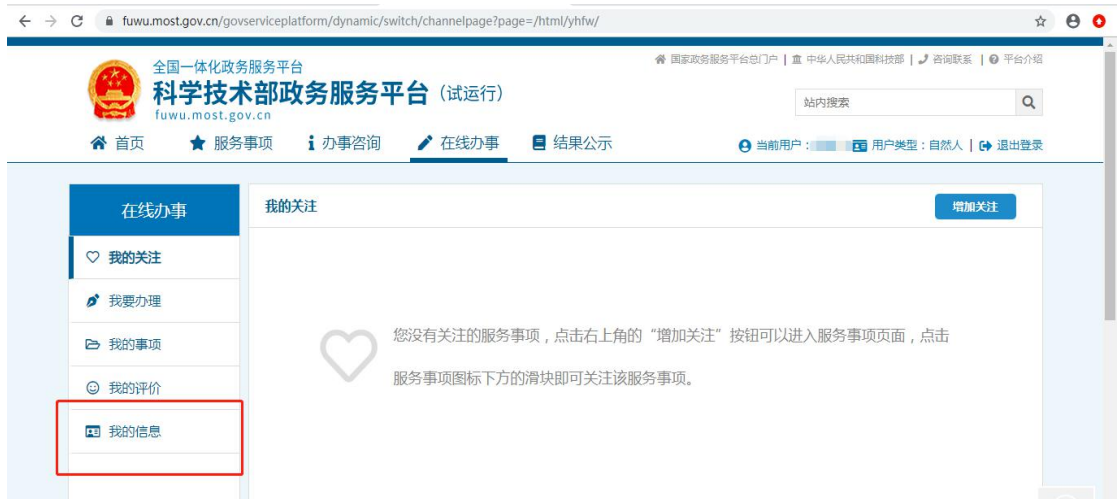 fuwu.most.gov.cn/govserviceplatform/dynamic/switch/channelpage?page=/html/yhfw/
国家政务服务平台总门户 | 中华人民共和国科技部 | 咨询联系 | 平台介绍
全国一体化政务服务平台
科学技术部政务服务平台（试运行）
fuwu.most.gov.cn
站内搜索
首页 服务事项 办事咨询 在线办事 结果公示
当前用户： 用户类型：自然人 | 退出登录
在线办事
我的关注
我要办理
我的事项
我的评价
我的信息
我的关注 增加关注
您没有关注的服务事项，点击右上角的“增加关注”按钮可以进入服务事项页面，点击
服务事项图标下方的滑块即可关注该服务事项。